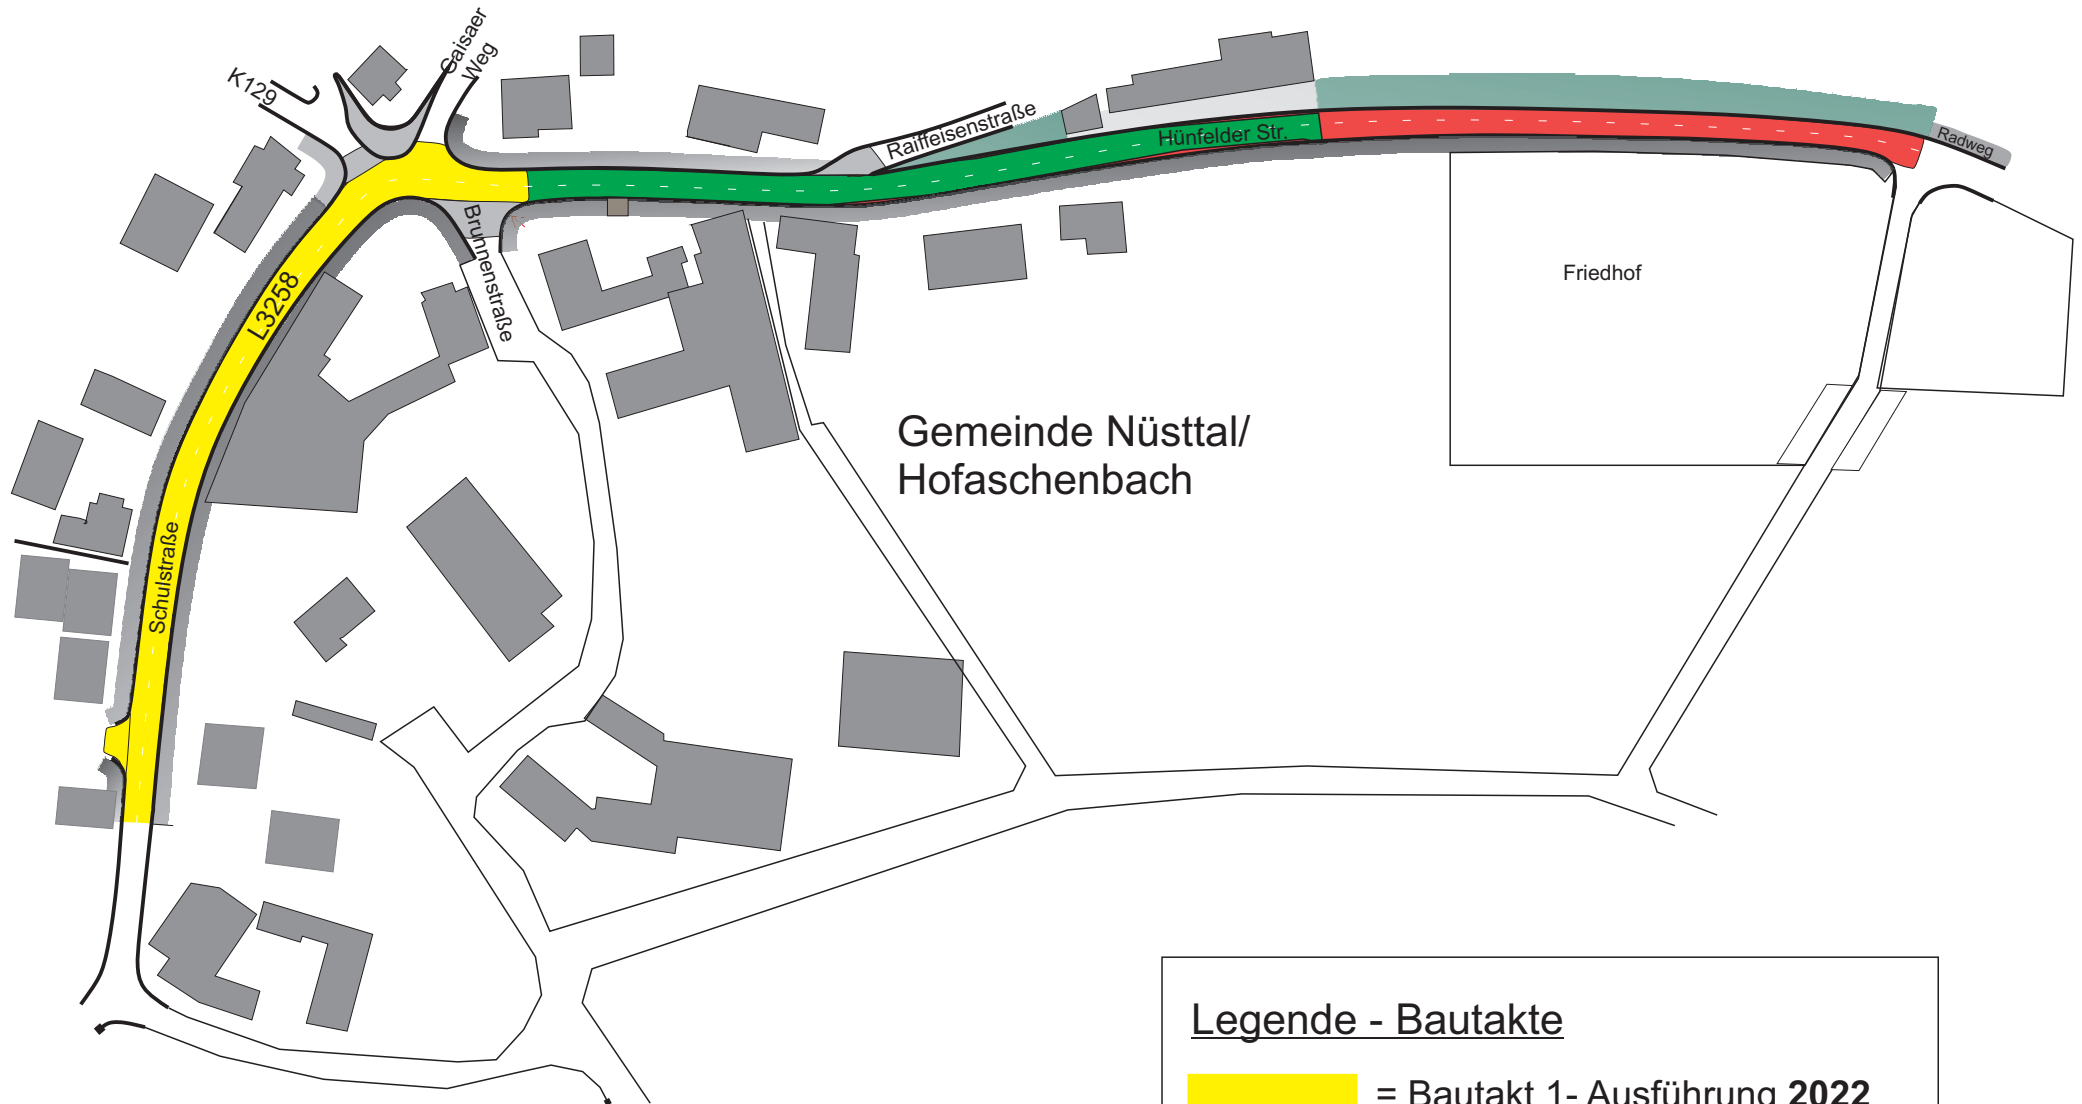 K129
Gaisaer
Weg
Raiffeisenstraße
Hünfelder Str.
Radweg
Brunnenstraße
L3258
Friedhof
Gemeinde Nüsttal/
Hofaschenbach
Schulstraße
Legende - Bautakte
= Bautakt 1- Ausführung 2022